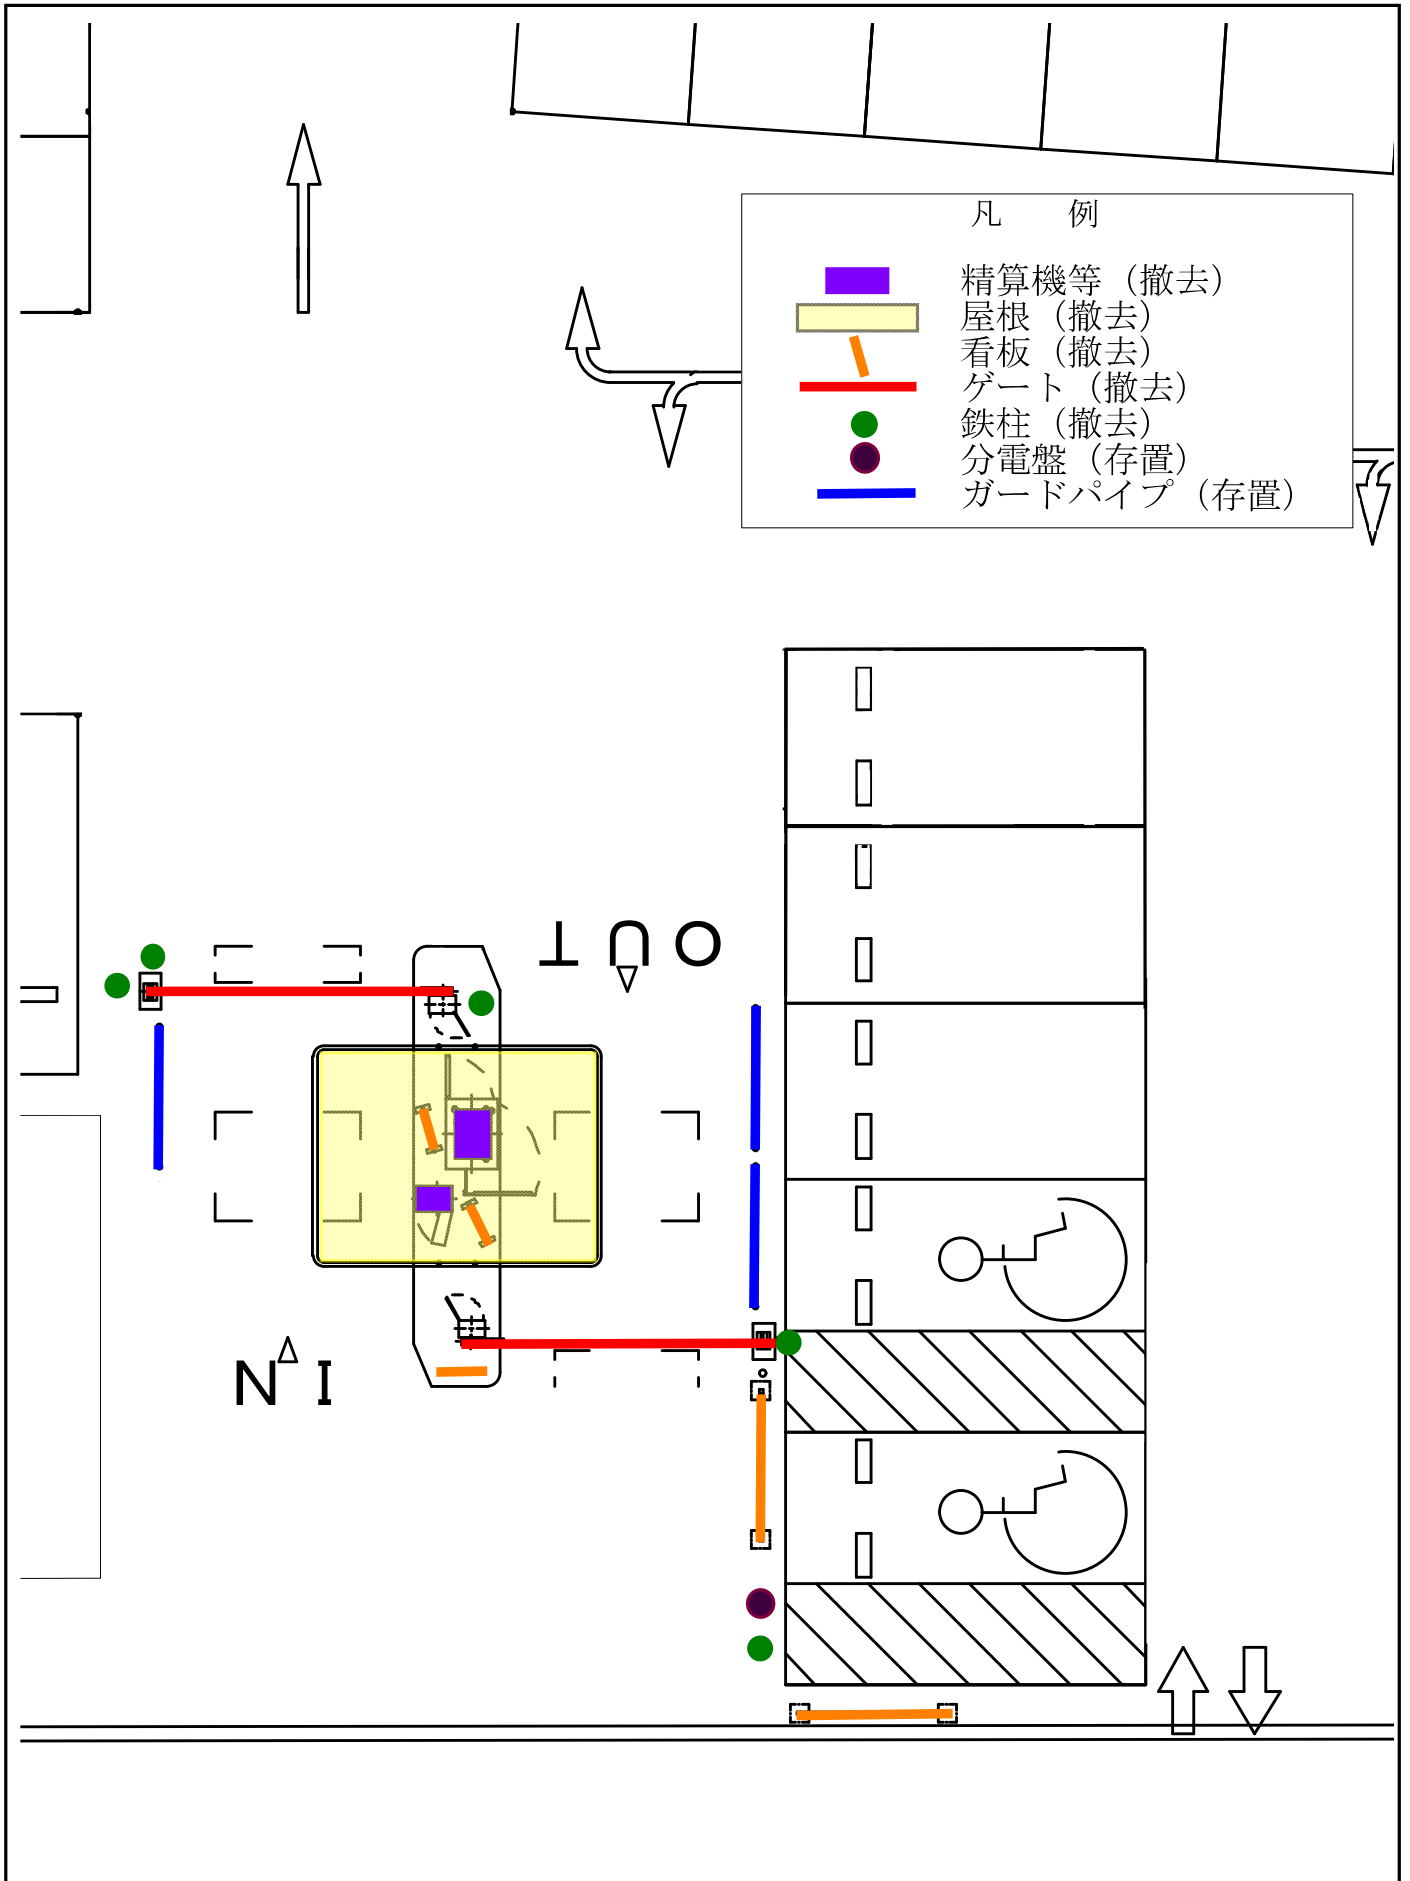 凡　例
精算機等（撤去）
屋根（撤去）
看板（撤去）
ゲート（撤去）
鉄柱（撤去）
分電盤（存置）
ガードパイプ（存置）
OUT
IN